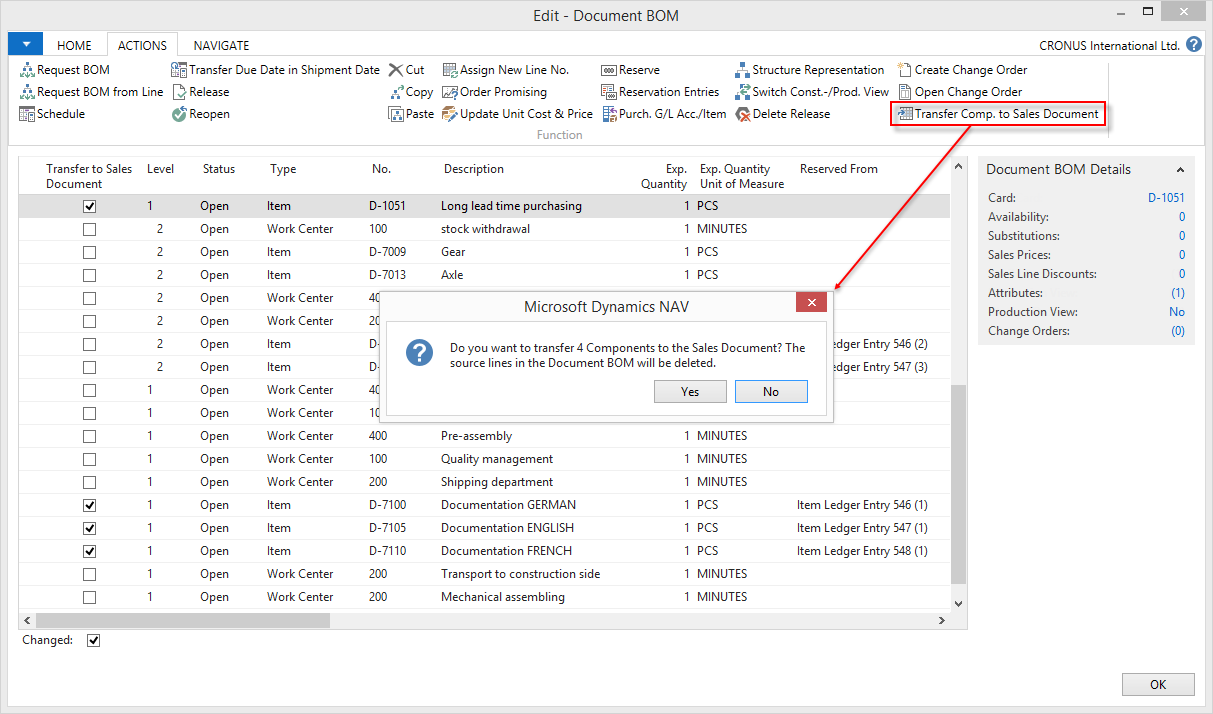 Edit - Document BOM
HOME ACTIONS NAVIGATE CRONUS International Ltd. ?
Request BOM Transfer Due Date in Shipment Date Cut Assign New Line No. Reserve Structure Representation Create Change Order
Request BOM from Line Release Copy Order Promising Reservation Entries Switch Const.-/Prod. View Open Change Order
Schedule Reopen Paste Update Unit Cost & Price Purch. G/L Acc./Item Delete Release Transfer Comp. to Sales Document
Function
Transfer to Sales Level Status Type No. Description Exp. Exp. Quantity Reserved From
Document Quantity Unit of Measure
1 Open Item D-1051 Long lead time purchasing 1 PCS
2 Open Work Center 100 stock withdrawal 1 MINUTES
2 Open Item D-7009 Gear 1 PCS
2 Open Item D-7013 Axle 1 PCS
2 Open Work Center 40
2 Open Work Center 20
2 Open Item D- Ledger Entry 546 (2)
2 Open Item D- Ledger Entry 547 (3)
1 Open Work Center 40
1 Open Work Center 10
1 Open Work Center 400 Pre-assembly 1 MINUTES
1 Open Work Center 100 Quality management 1 MINUTES
1 Open Work Center 200 Shipping department 1 MINUTES
1 Open Item D-7100 Documentation GERMAN 1 PCS Item Ledger Entry 546 (1)
1 Open Item D-7105 Documentation ENGLISH 1 PCS Item Ledger Entry 547 (1)
1 Open Item D-7110 Documentation FRENCH 1 PCS Item Ledger Entry 548 (1)
1 Open Work Center 200 Transport to construction side 1 MINUTES
1 Open Work Center 200 Mechanical assembling 1 MINUTES
Changed:
Microsoft Dynamics NAV
Do you want to transfer 4 Components to the Sales Document? The
source lines in the Document BOM will be deleted.
Yes No
Document BOM Details
Card: D-1051
Availability: 0
Substitutions: 0
Sales Prices: 0
Sales Line Discounts: 0
Attributes: (1)
Production View: No
Change Orders: (0)
OK